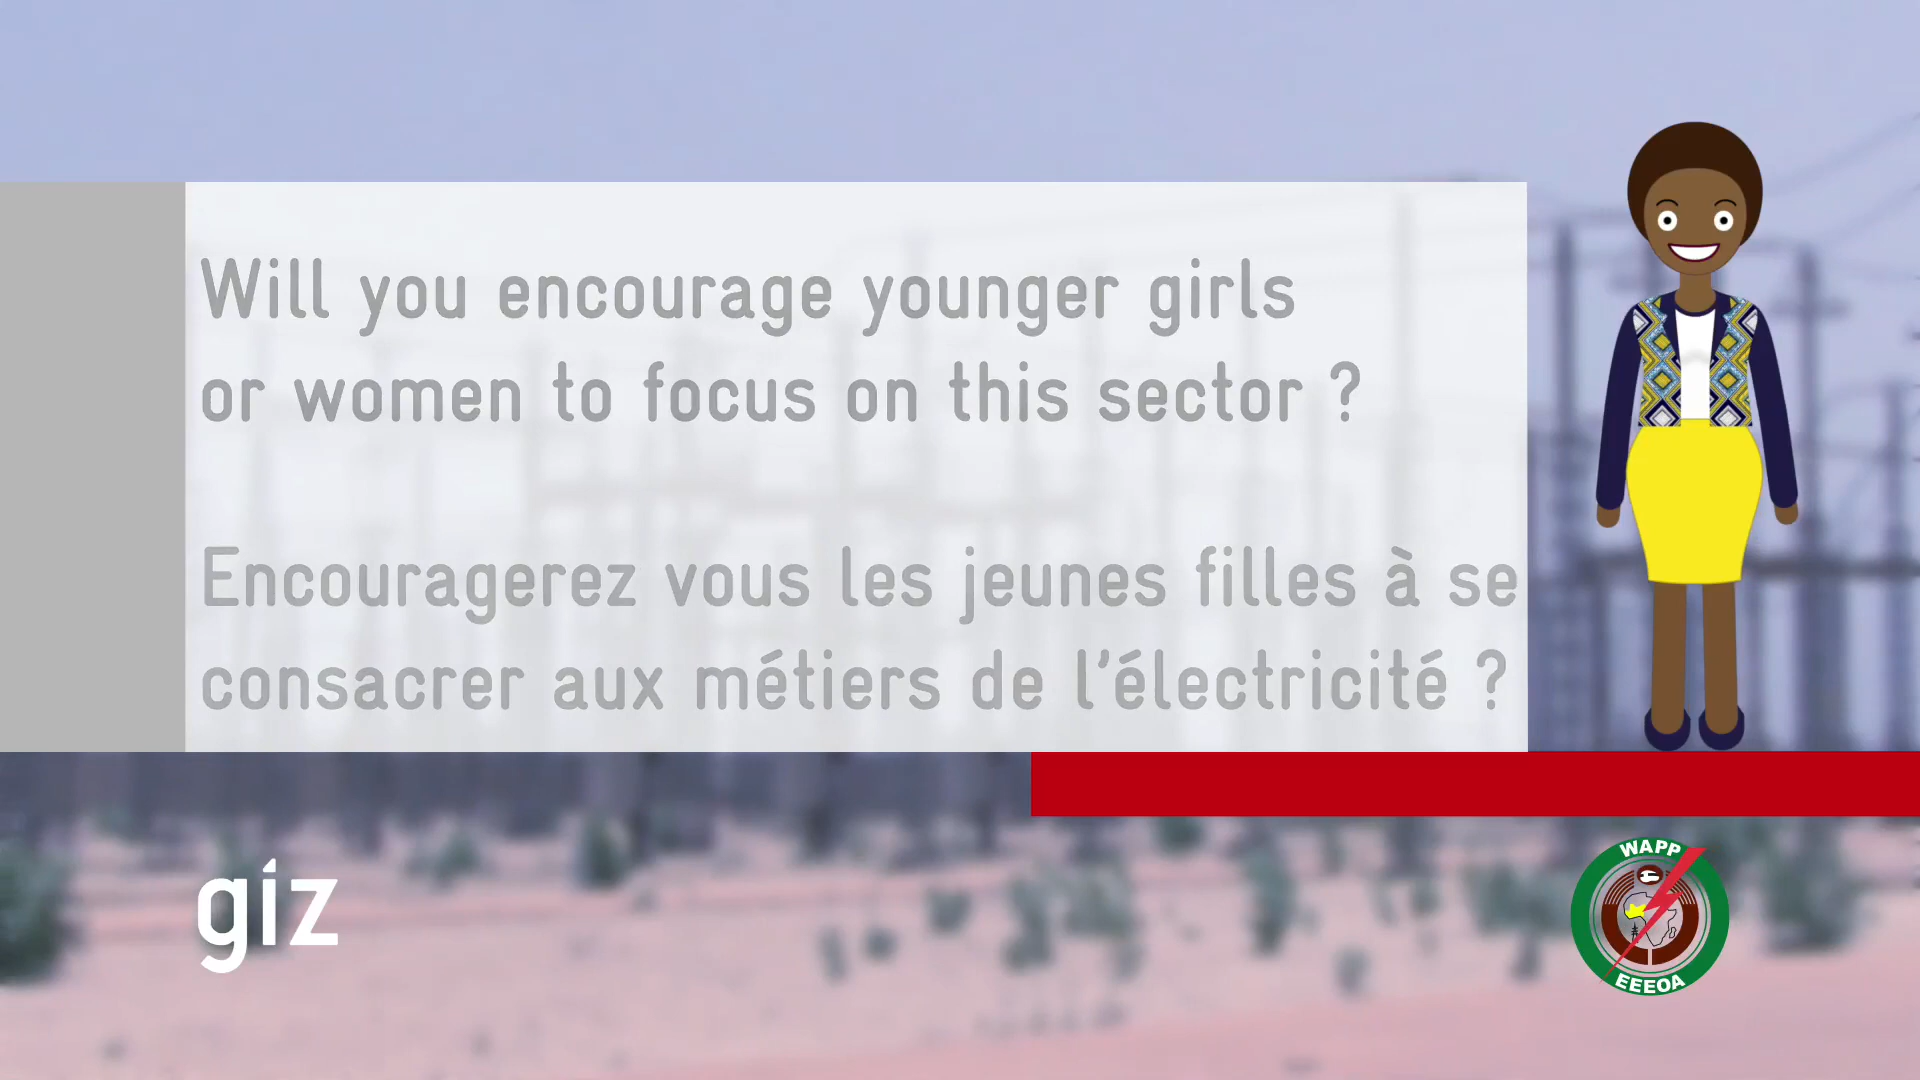 Will you encourage younger girls
or women to focus on this sector ?
Encouragerez vous les jeunes filles à se
consacrer aux métiers de l’électricité ?
giz
WAPP
EEEOA